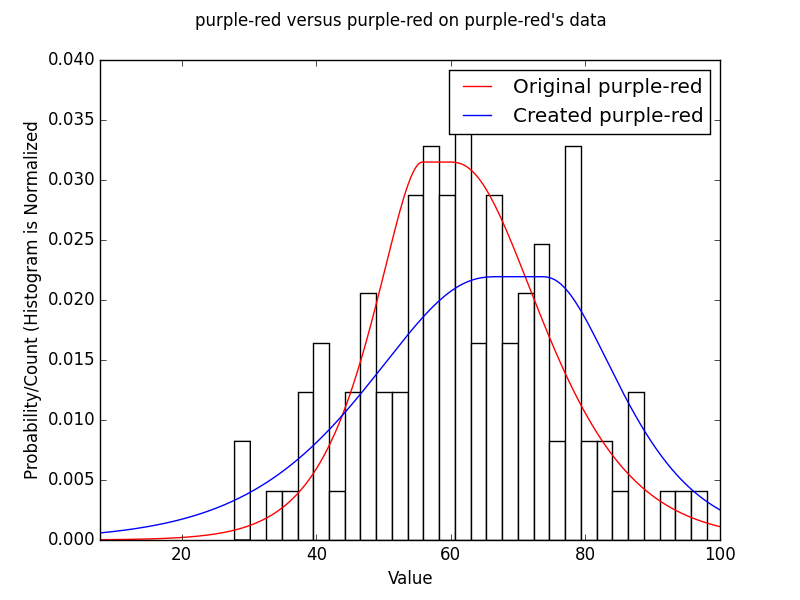 purple-red versus purple-red on purple-red's data
0.040
0.035
0.030
0.025
0.020
0.015
0.010
0.005
0.000
Probability/Count (Histogram is Normalized
Original purple-red
Created purple-red
20
40
60
80
100
Value